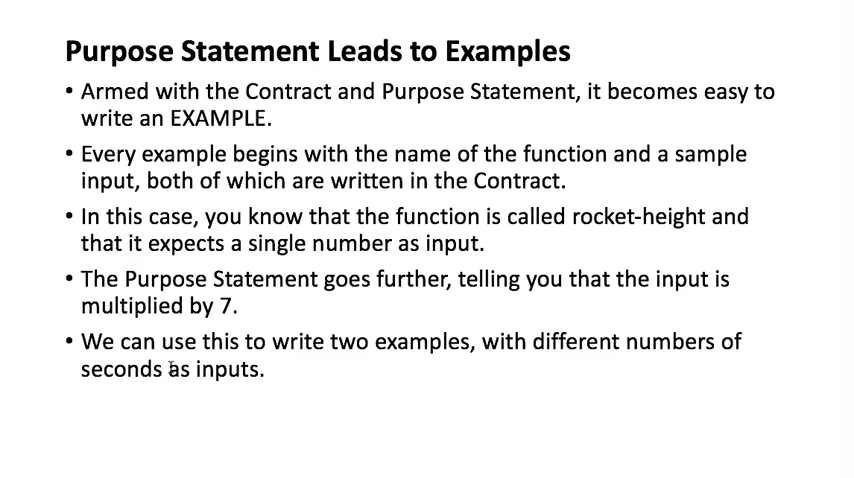 Purpose Statement Leads to Examples
• Armed with the Contract and Purpose Statement, it becomes easy to
write an EXAMPLE.
• Every example begins with the name of the function and a sample
input, both of which are written in the Contract.
• In this case, you know that the function is called rocket-height and
that it expects a single number as input.
• The Purpose Statement goes further, telling you that the input is
multiplied by 7.
• We can use this to write two examples, with different numbers of
seconds as inputs.